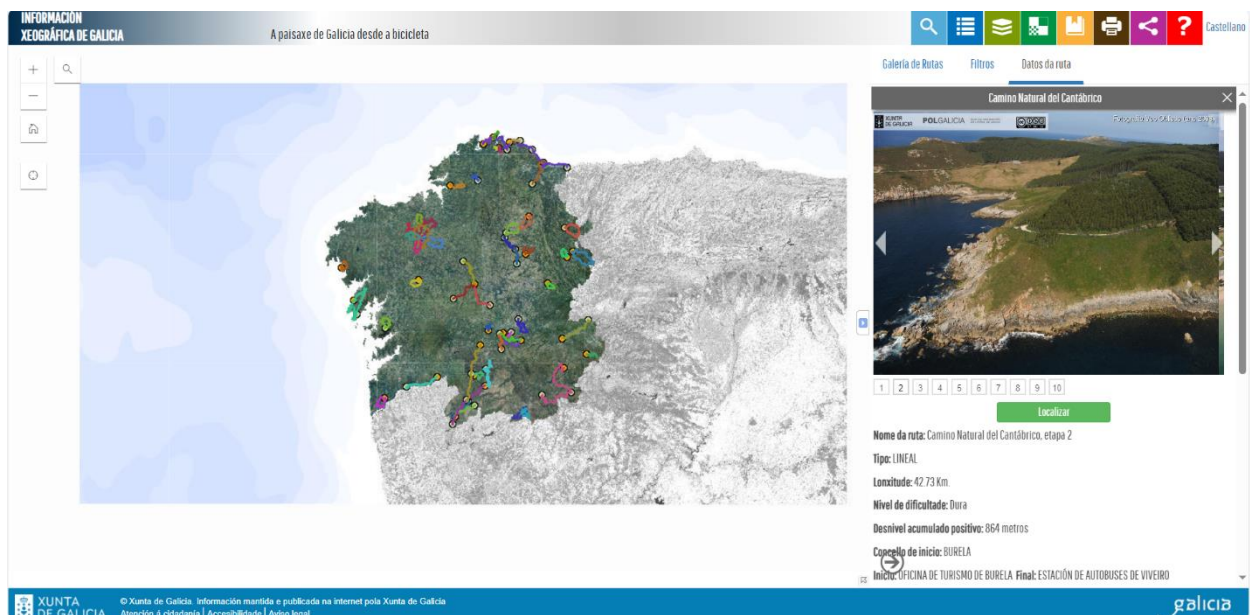 INFORMACIÓN
XEOGRÁFICA DE GALICIA
A paisaxe de Galicia desde a bicicleta
?
Castellano
Galería de Rutas
Filtros
Datos da ruta
Camino Natural del Cantábrico
XUNTA
DE GALICIA
POLGALICIA
1 2 3 4 5 6 7 8 9 10
Localizar
Nome da ruta: Camino Natural del Cantábrico, etapa 2
Tipo: LINEAL
Lonxitude: 42.73 Km
Nivel de dificultade: Dura
Desnivel acumulado positivo: 864 metros
Concello de inicio: BURELA
Inicio: OFICINA DE TURISMO DE BURELA Final: ESTACIÓN DE AUTOBUSES DE VIVEIRO
XUNTA
DE GALICIA
© Xunta de Galicia. Información mantida e publicada na internet pola Xunta de Galicia
Atención á cidadanía | Accesibilidade | Aviso legal
galicia